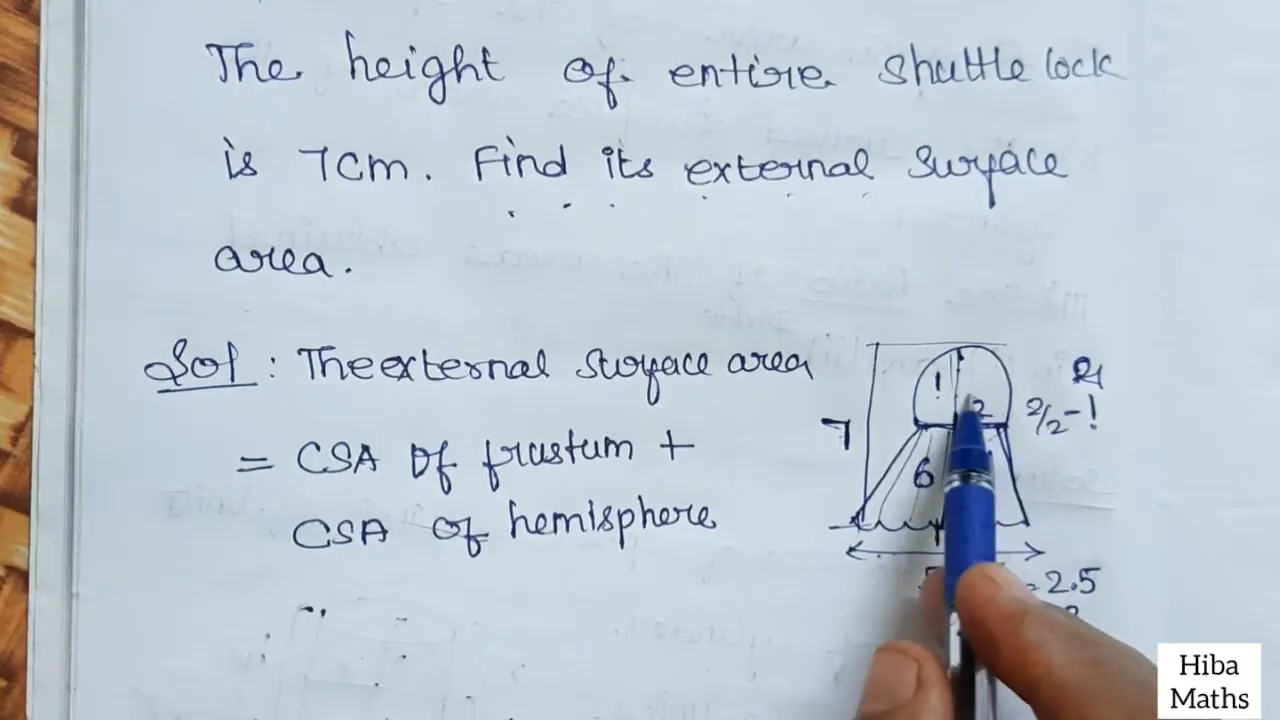 The height of entire shuttle lock
is 7cm. Find its external surface
area.
Sol : The external surface area
= CSA of frustum +
CSA of hemisphere
7
1
2
2/2-1
6
= 2.5
Hiba
Maths